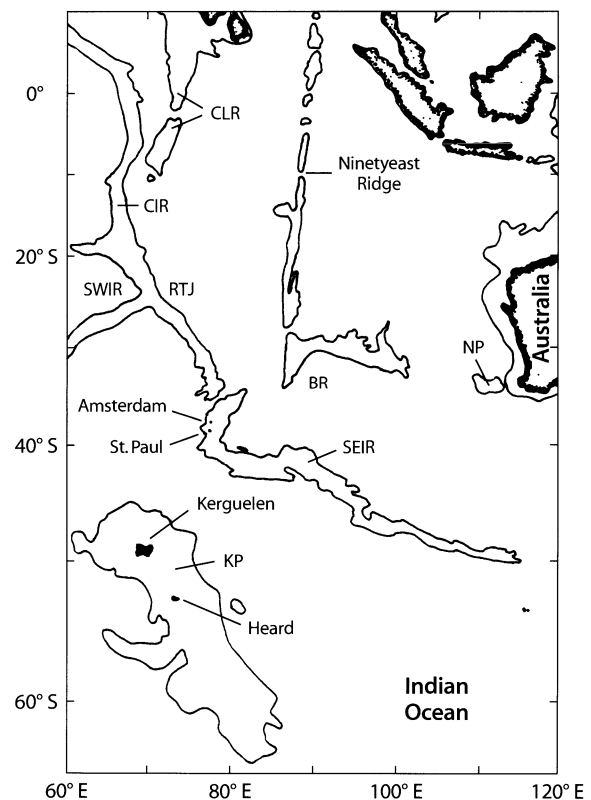 0°
CLR
Ninetyeast
Ridge
CIR
20° S
SWIR
RTJ
Australia
NP
BR
Amsterdam
St. Paul
40° S
SEIR
Kerguelen
KP
Heard
60° S
Indian
Ocean
60° E
80° E
100° E
120° E